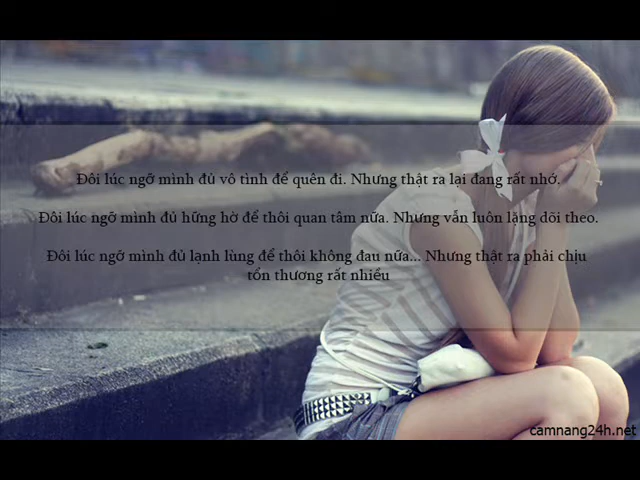 Đôi lúc ngỡ mình đủ vô tình để quên đi. Nhưng thật ra lại đang rất nhớ.
Đôi lúc ngỡ mình đủ hững hờ để thôi quan tâm nữa. Nhưng vẫn luôn lặng dõi theo.
Đôi lúc ngỡ mình đủ lạnh lùng để thôi không đau nữa... Nhưng thật ra phải chịu
tổn thương rất nhiều
camnang24h.net